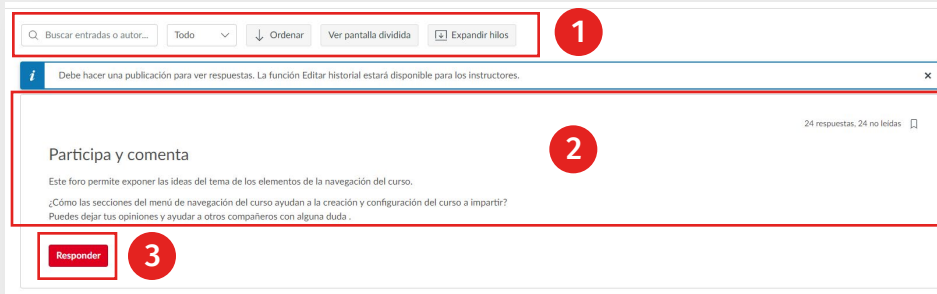 Buscar entradas o autor... Todo Ordenar Ver pantalla dividida Expandir hilos
1
i Debe hacer una publicación para ver respuestas. La función Editar historial estará disponible para los instructores. ×
24 respuestas, 24 no leídas
2
Participa y comenta
Este foro permite exponer las ideas del tema de los elementos de la navegación del curso.
¿Cómo las secciones del menú de navegación del curso ayudan a la creación y configuración del curso a impartir?
Puedes dejar tus opiniones y ayudar a otros compañeros con alguna duda .
Responder
3